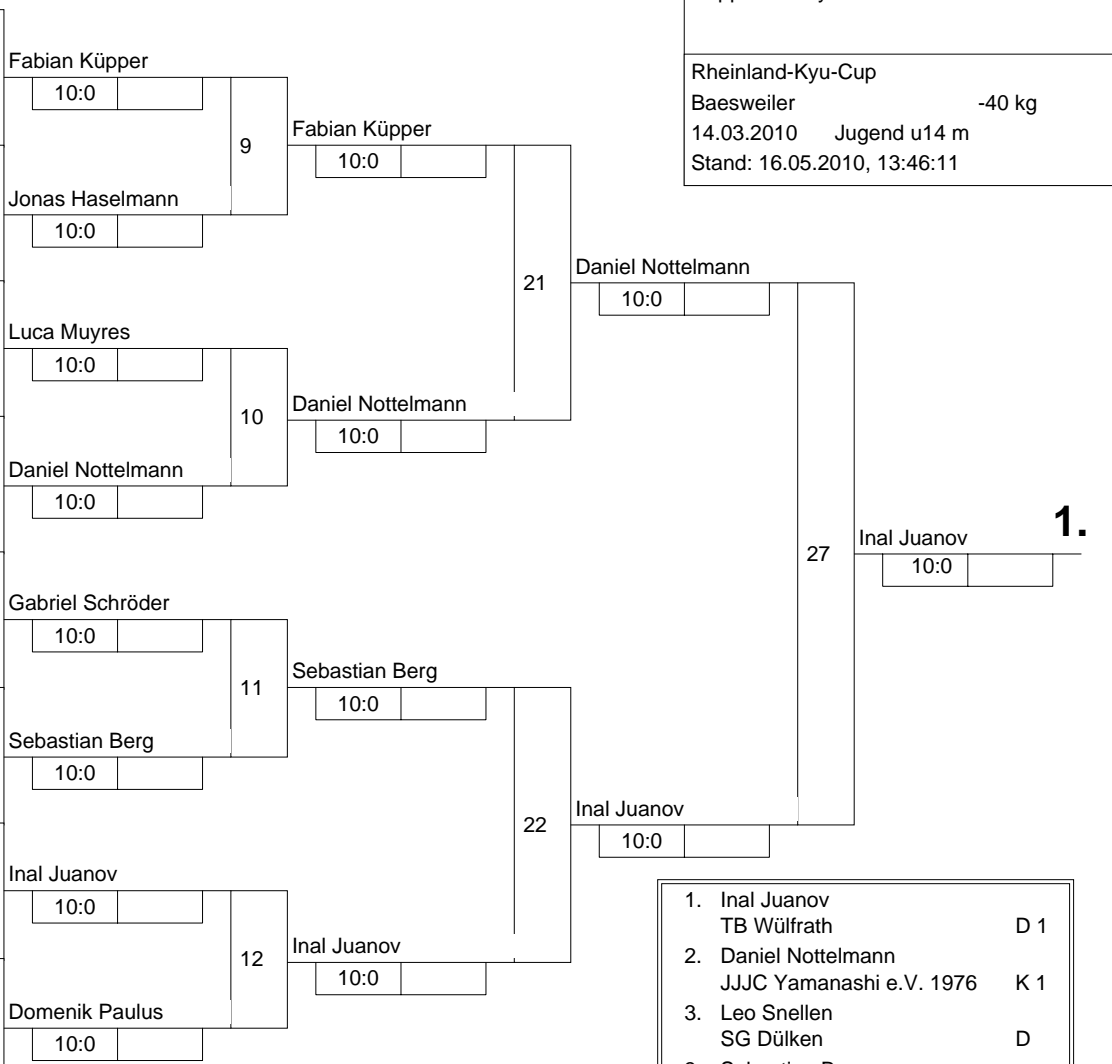 Rheinland-Kyu-Cup
Baesweiler -40 kg
14.03.2010 Jugend u14 m
Stand: 16.05.2010, 13:46:11
Fabian Küpper
10:0
9
Jonas Haselmann
10:0
Fabian Küpper
10:0
Luca Muyres
10:0
10
Daniel Nottelmann
10:0
Daniel Nottelmann
10:0
21
Daniel Nottelmann
10:0
Gabriel Schröder
10:0
11
Sebastian Berg
10:0
Sebastian Berg
10:0
Inal Juanov
10:0
12
Domenik Paulus
10:0
Inal Juanov
10:0
22
Inal Juanov
10:0
27
Inal Juanov 1.
10:0
1. Inal Juanov
TB Wülfrath D 1
2. Daniel Nottelmann
JJJC Yamanashi e.V. 1976 K 1
3. Leo Snellen
SG Dülken D